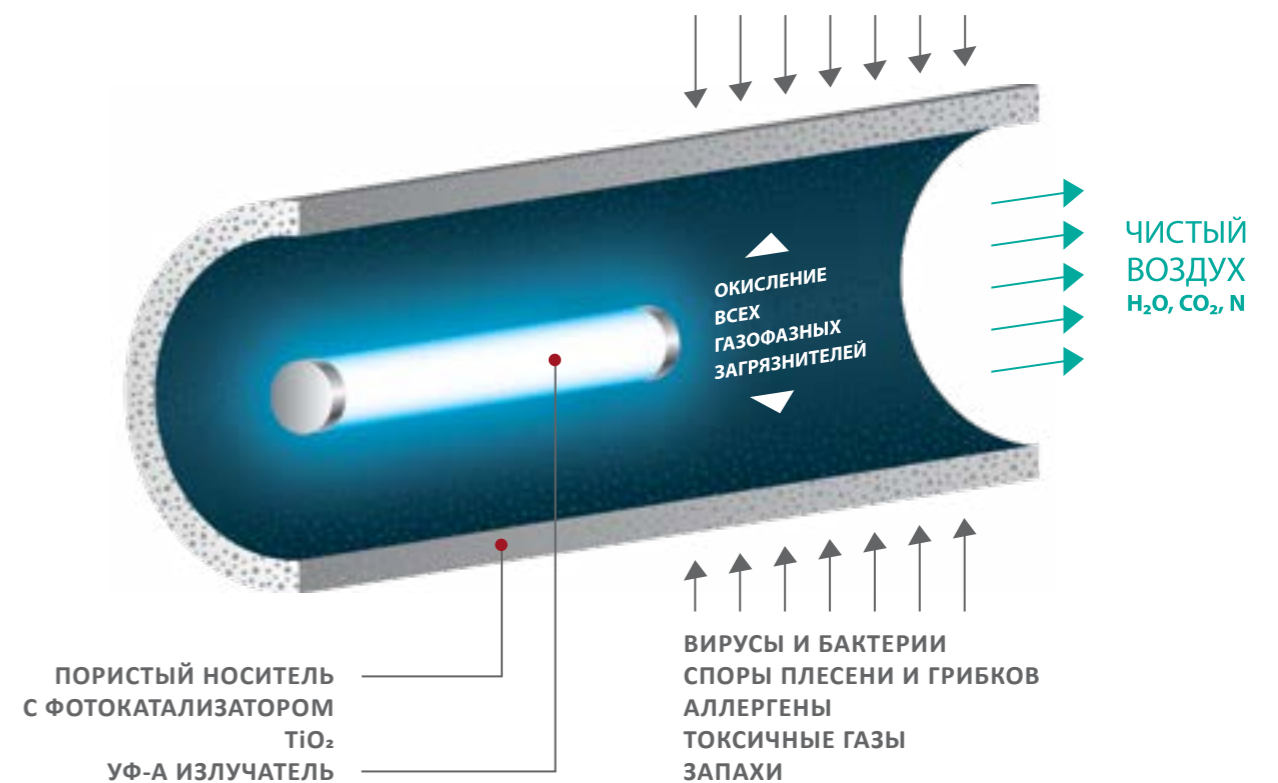 ОКИСЛЕНИЕ
ВСЕХ
ГАЗОФАЗНЫХ
ЗАГРЯЗНИТЕЛЕЙ
ЧИСТЫЙ
ВОЗДУХ
H₂O, CO₂, N
ПОРИСТЫЙ НОСИТЕЛЬ
С ФОТОКАТАЛИЗАТОРОМ
TiO₂
УФ-А ИЗЛУЧАТЕЛЬ
ВИРУСЫ И БАКТЕРИИ
СПОРЫ ПЛЕСЕНИ И ГРИБКОВ
АЛЛЕРГЕНЫ
ТОКСИЧНЫЕ ГАЗЫ
ЗАПАХИ